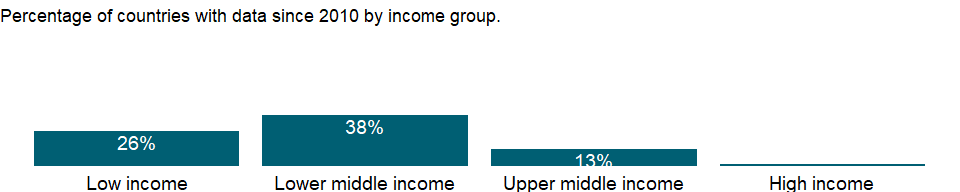 Percentage of countries with data since 2010 by income group.
26%
38%
13%
Low income
Lower middle income
Upper middle income
High income